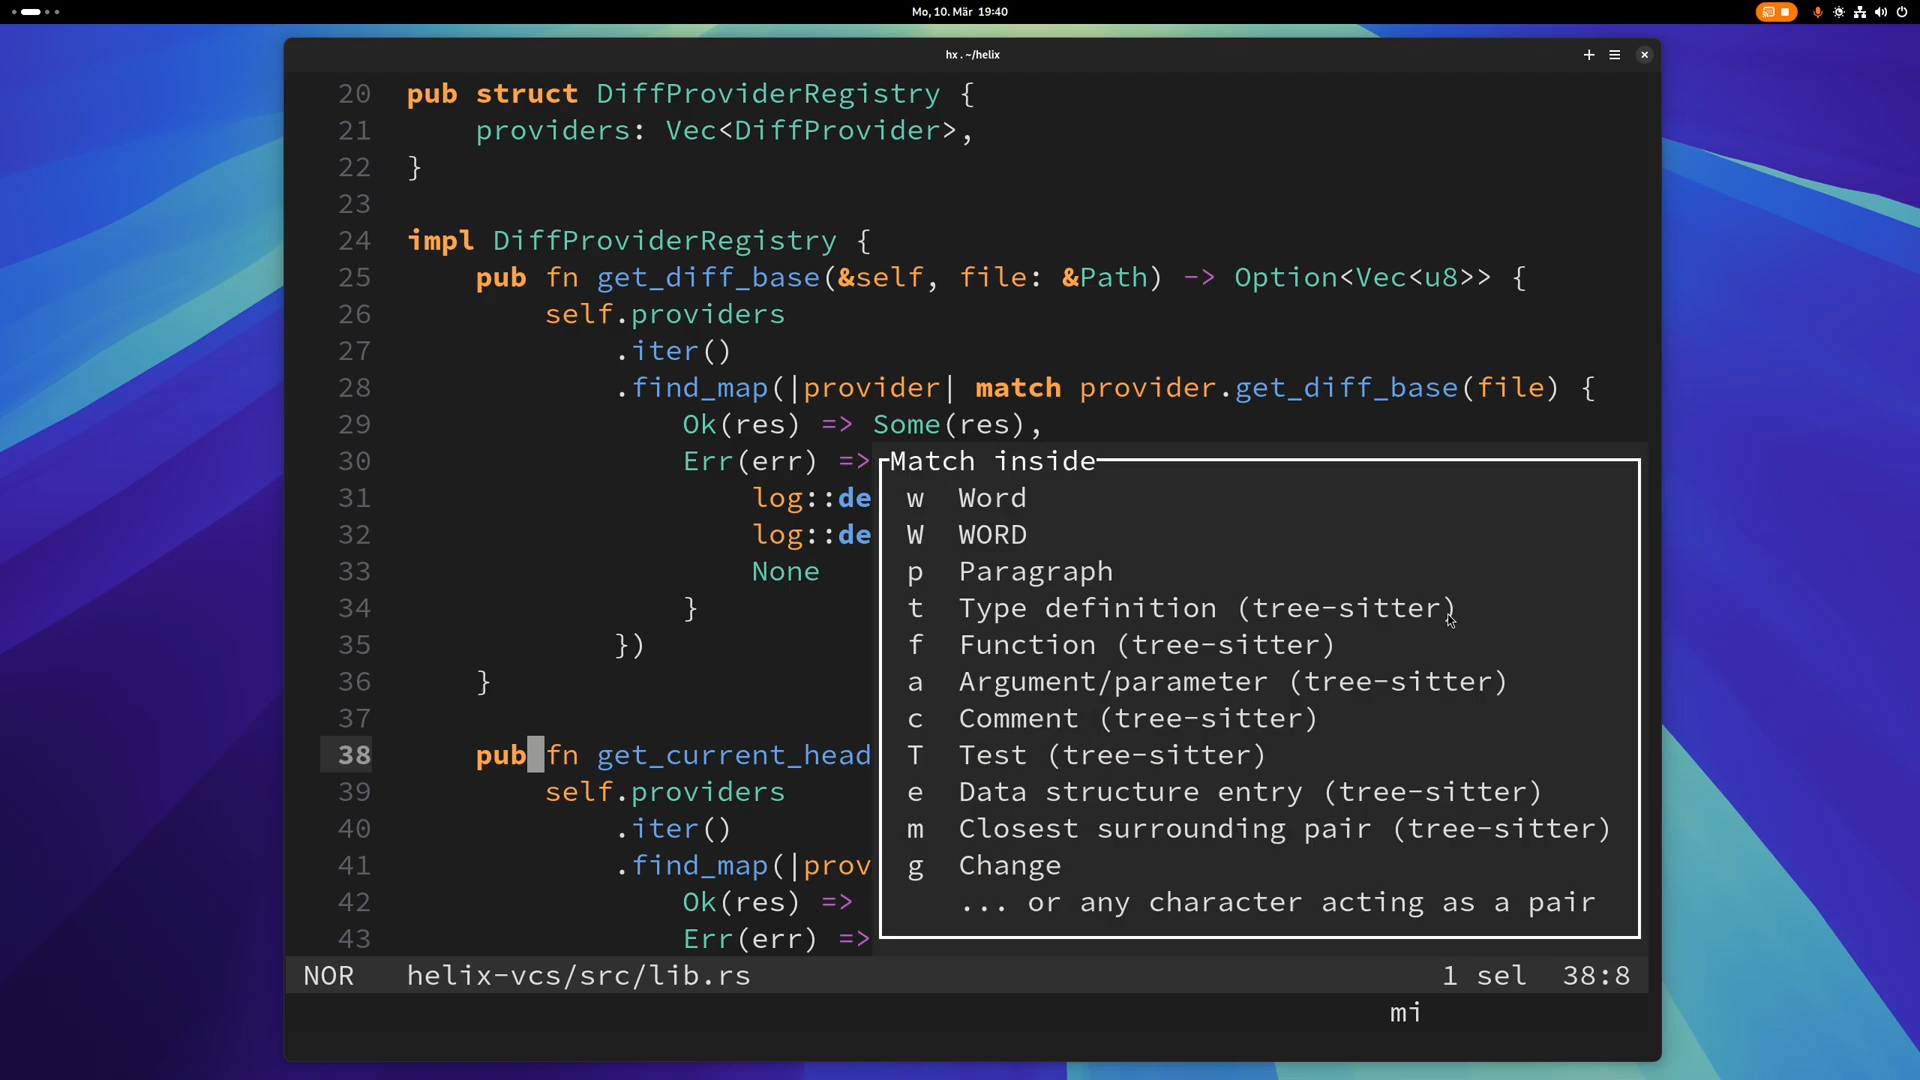 Mo, 10. Mär 19:40
hx . ~/helix
20 pub struct DiffProviderRegistry {
21 providers: Vec<DiffProvider>,
22 }
23
24 impl DiffProviderRegistry {
25 pub fn get_diff_base(&self, file: &Path) -> Option<Vec<u8>> {
26 self.providers
27 .iter()
28 .find_map(|provider| match provider.get_diff_base(file) {
29 Ok(res) => Some(res),
30 Err(err) =>
31 log::de
32 log::de
33 None
34 }
35 })
36 }
37
38 pub fn get_current_head
39 self.providers
40 .iter()
41 .find_map(|prov
42 Ok(res) =>
43 Err(err) =>
Match inside
w Word
W WORD
p Paragraph
t Type definition (tree-sitter)
f Function (tree-sitter)
a Argument/parameter (tree-sitter)
c Comment (tree-sitter)
T Test (tree-sitter)
e Data structure entry (tree-sitter)
m Closest surrounding pair (tree-sitter)
g Change
... or any character acting as a pair
NOR helix-vcs/src/lib.rs 1 sel 38:8
mi